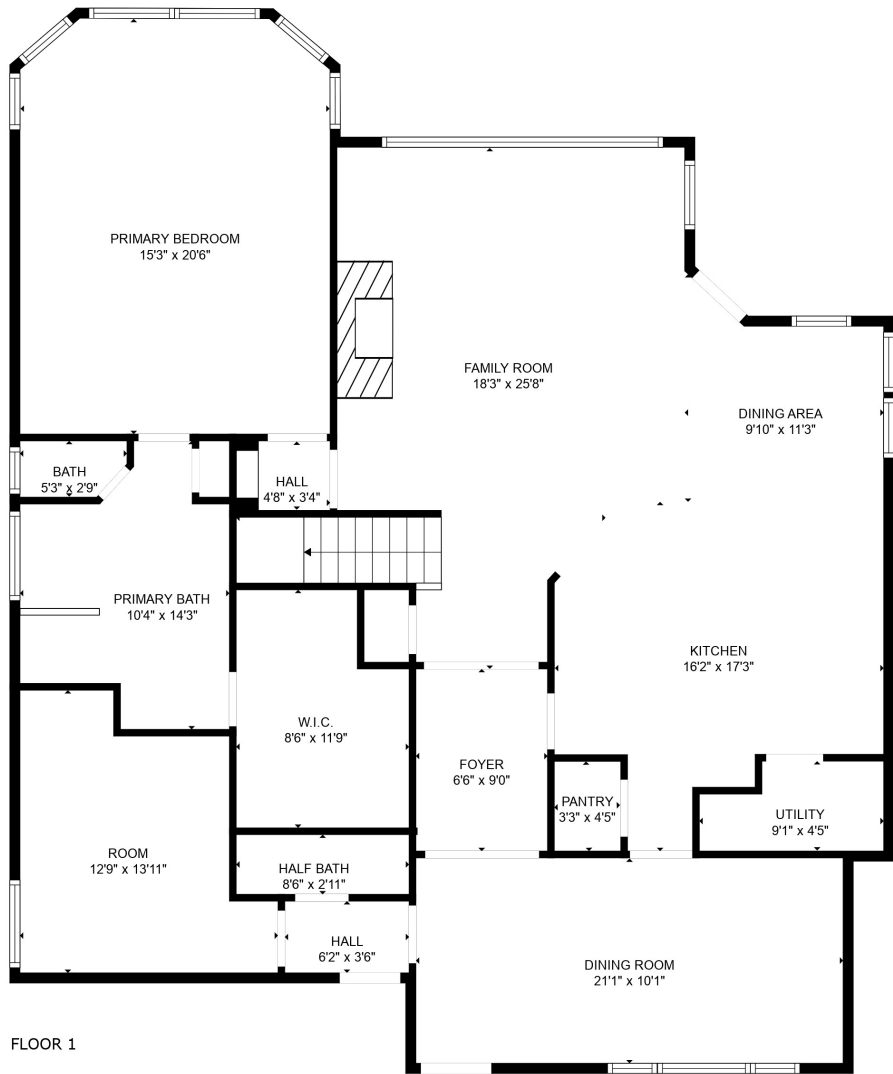 PRIMARY BEDROOM
15'3" x 20'6"
FAMILY ROOM
18'3" x 25'8"
DINING AREA
9'10" x 11'3"
BATH
5'3" x 2'9"
HALL
4'8" x 3'4"
PRIMARY BATH
10'4" x 14'3"
KITCHEN
16'2" x 17'3"
W.I.C.
8'6" x 11'9"
FOYER
6'6" x 9'0"
PANTRY
3'3" x 4'5"
UTILITY
9'1" x 4'5"
ROOM
12'9" x 13'11"
HALF BATH
8'6" x 2'11"
HALL
6'2" x 3'6"
DINING ROOM
21'1" x 10'1"
FLOOR 1